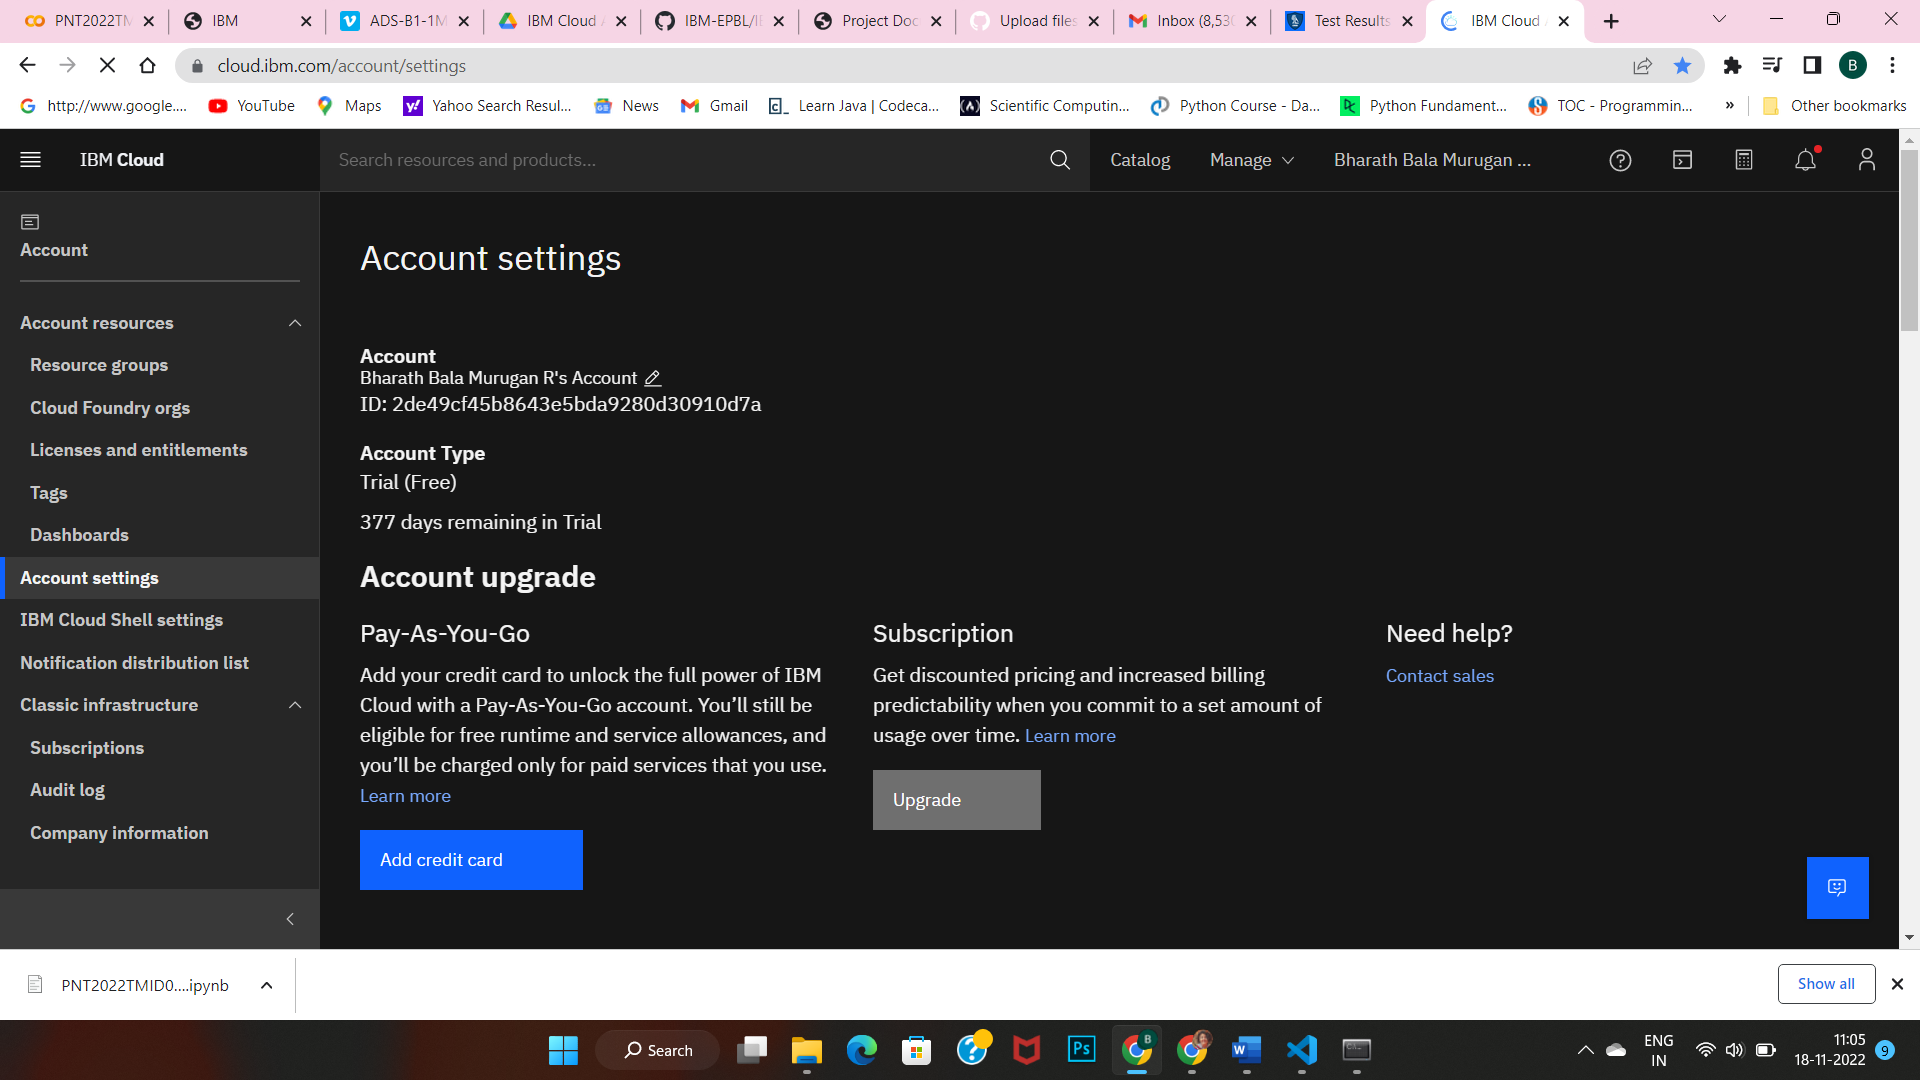 PNT2022TM
IBM
ADS-B1-1M
IBM Cloud A
IBM-EPBL/I
Project Doc
Upload files
Inbox (8,530
Test Results
IBM Cloud A
cloud.ibm.com/account/settings
B
http://www.google....
YouTube
Maps
Yahoo Search Resul...
News
Gmail
Learn Java | Codeca...
Scientific Computin...
Python Course - Da...
Python Fundament...
TOC - Programmin...
»
Other bookmarks
IBM Cloud
Search resources and products...
Catalog
Manage
Bharath Bala Murugan ...
Account
Account resources
Resource groups
Cloud Foundry orgs
Licenses and entitlements
Tags
Dashboards
Account settings
IBM Cloud Shell settings
Notification distribution list
Classic infrastructure
Subscriptions
Audit log
Company information
Account settings
Account
Bharath Bala Murugan R's Account
ID: 2de49cf45b8643e5bda9280d30910d7a
Account Type
Trial (Free)
377 days remaining in Trial
Account upgrade
Pay-As-You-Go
Add your credit card to unlock the full power of IBM
Cloud with a Pay-As-You-Go account. You’ll still be
eligible for free runtime and service allowances, and
you’ll be charged only for paid services that you use.
Learn more
Add credit card
Subscription
Get discounted pricing and increased billing
predictability when you commit to a set amount of
usage over time. Learn more
Upgrade
Need help?
Contact sales
PNT2022TMID0....ipynb
Show all
Search
Ps
B
ENG
IN
11:05
18-11-2022
9